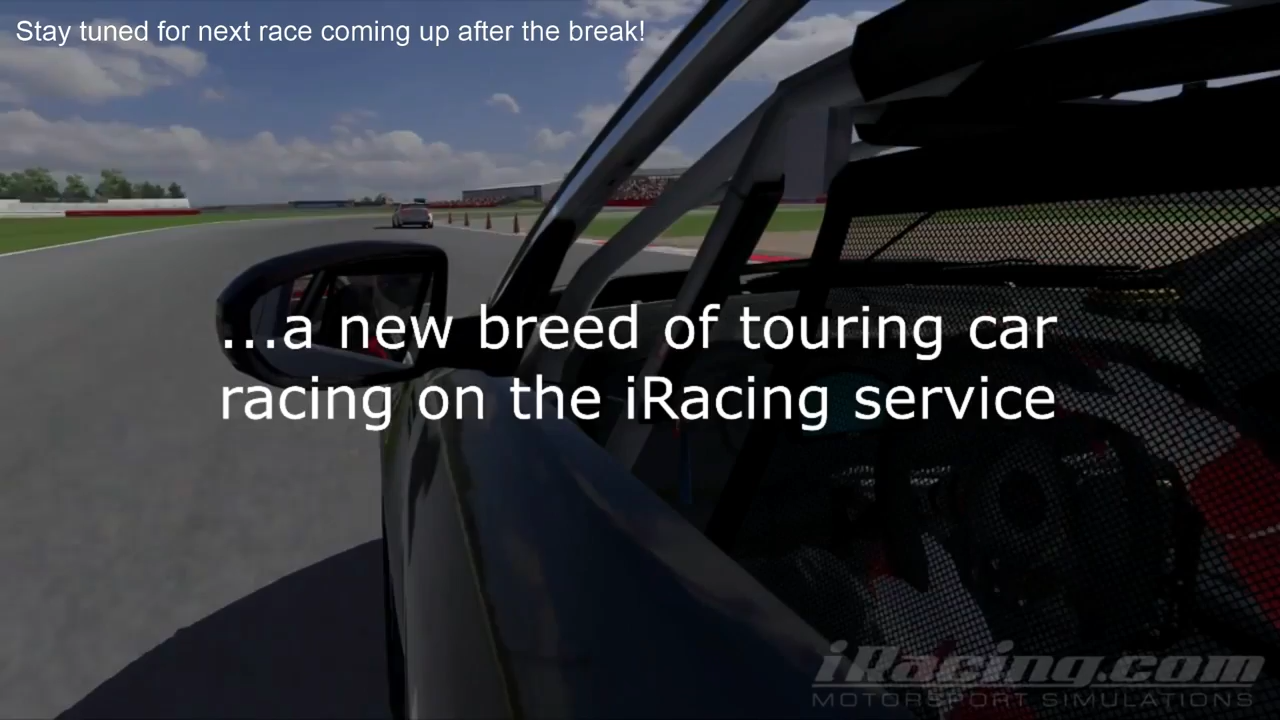 Stay tuned for next race coming up after the break!
...a new breed of touring car
racing on the iRacing service
iRacing.com
MOTORSPORT SIMULATIONS